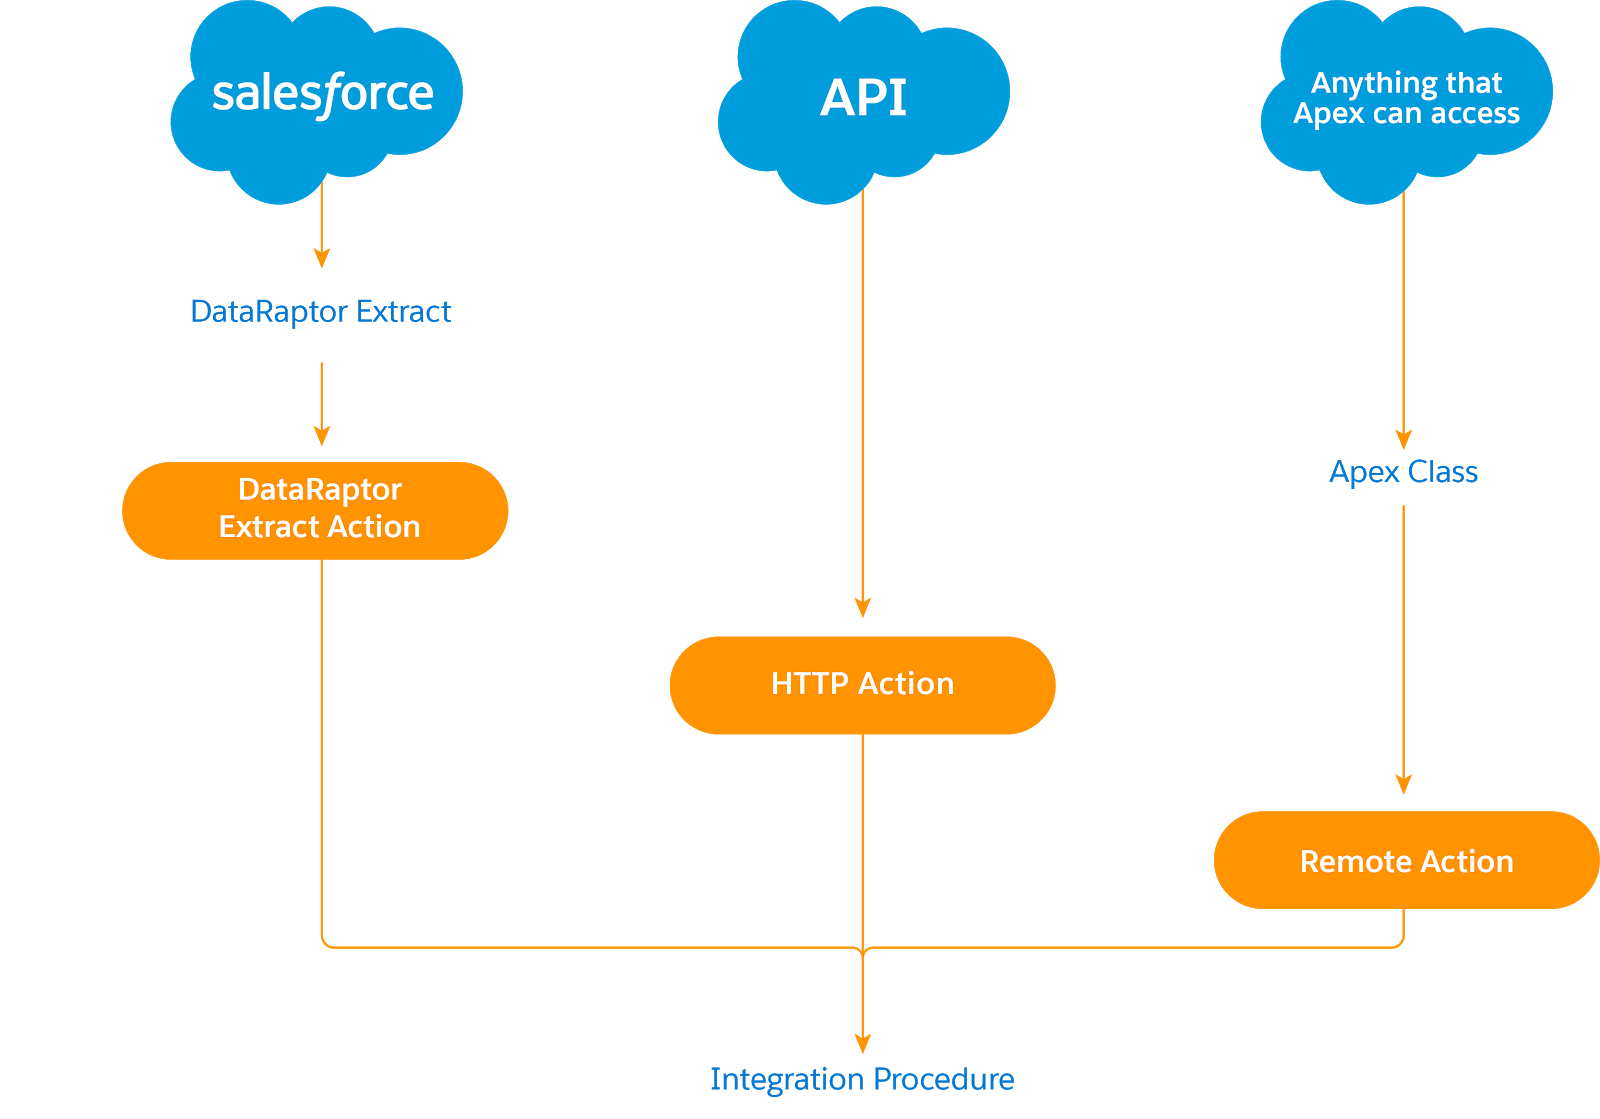 salesforce
API
Anything that
Apex can access
DataRaptor Extract
Apex Class
DataRaptor
Extract Action
HTTP Action
Remote Action
Integration Procedure